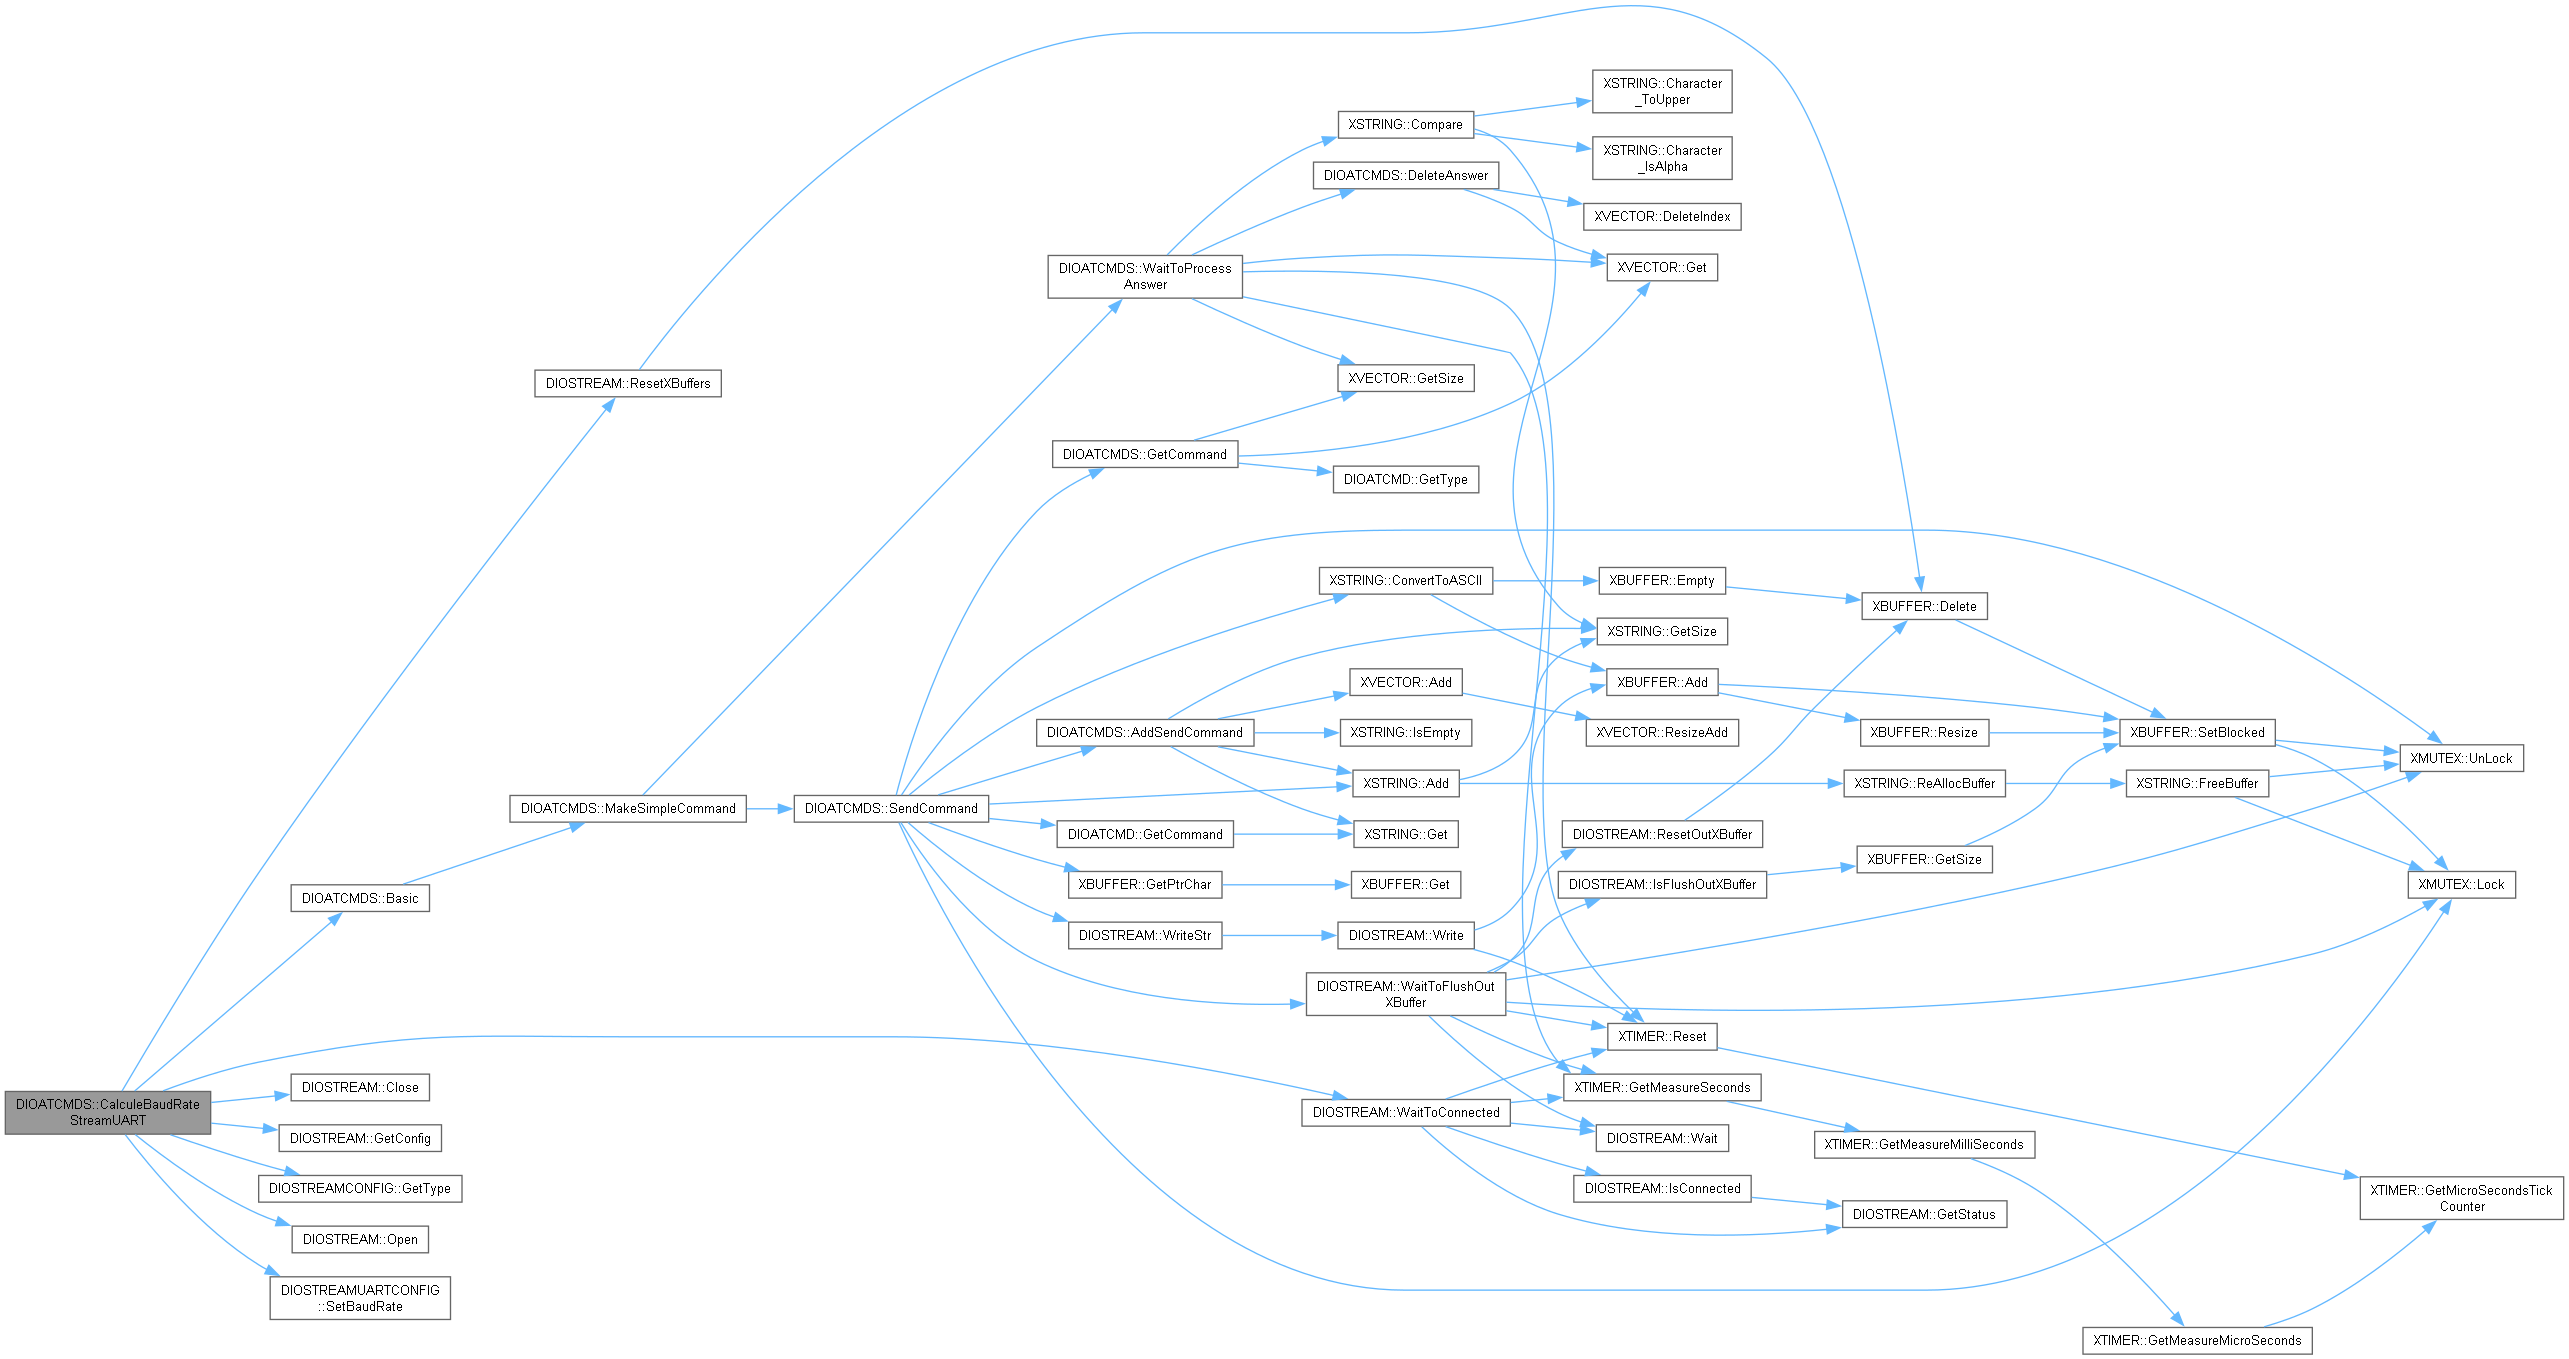 XSTRING::Character
_ToUpper
XSTRING::Compare
XSTRING::Character
_IsAlpha
DIOATCMDS::DeleteAnswer
XVECTOR::DeleteIndex
DIOATCMDS::WaitToProcess
Answer
XVECTOR::Get
DIOSTREAM::ResetXBuffers
XVECTOR::GetSize
DIOATCMDS::GetCommand
DIOATCMD::GetType
XSTRING::ConvertToASCII
XBUFFER::Empty
XBUFFER::Delete
XSTRING::GetSize
XVECTOR::Add
XBUFFER::Add
DIOATCMDS::AddSendCommand
XSTRING::IsEmpty
XVECTOR::ResizeAdd
XBUFFER::Resize
XBUFFER::SetBlocked
XMUTEX::UnLock
DIOATCMDS::MakeSimpleCommand
DIOATCMDS::SendCommand
XSTRING::Add
XSTRING::ReAllocBuffer
XSTRING::FreeBuffer
DIOATCMD::GetCommand
XSTRING::Get
DIOSTREAM::ResetOutXBuffer
XBUFFER::GetSize
DIOATCMDS::Basic
XBUFFER::GetPtrChar
XBUFFER::Get
DIOSTREAM::IsFlushOutXBuffer
XMUTEX::Lock
DIOSTREAM::WriteStr
DIOSTREAM::Write
DIOSTREAM::WaitToFlushOut
XBuffer
XTIMER::Reset
DIOSTREAM::Close
XTIMER::GetMeasureSeconds
DIOATCMDS::CalculeBaudRate
StreamUART
DIOSTREAM::WaitToConnected
DIOSTREAM::GetConfig
DIOSTREAM::Wait
XTIMER::GetMeasureMilliSeconds
DIOSTREAMCONFIG::GetType
DIOSTREAM::IsConnected
XTIMER::GetMicroSecondsTick
Counter
DIOSTREAM::GetStatus
DIOSTREAM::Open
DIOSTREAMUARTCONFIG
::SetBaudRate
XTIMER::GetMeasureMicroSeconds